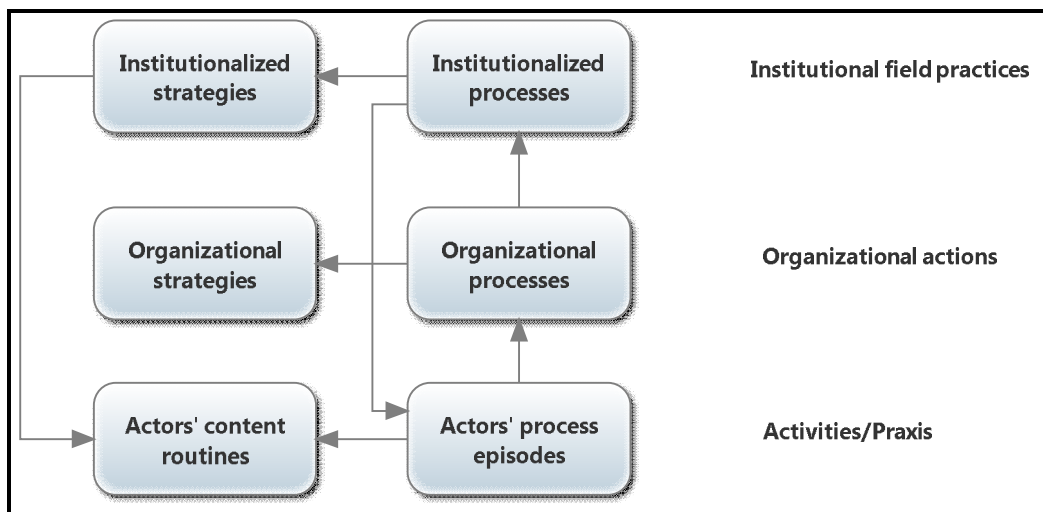 Institutionalized
strategies
Institutionalized
processes
Institutional field practices
Organizational
strategies
Organizational
processes
Organizational actions
Actors' content
routines
Actors' process
episodes
Activities/Praxis